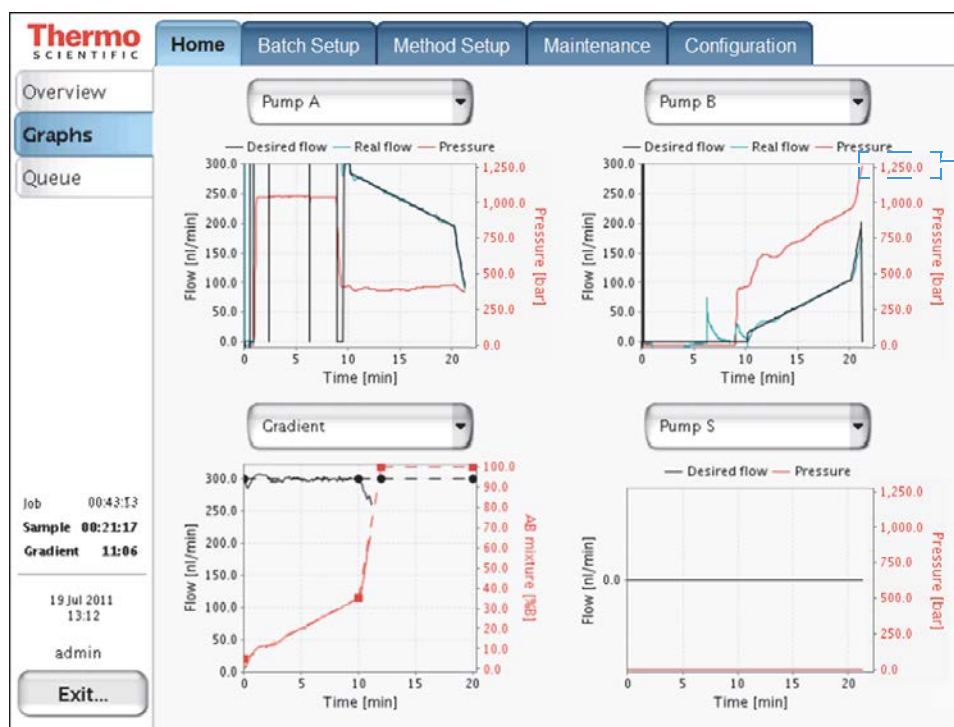 Thermo
SCIENTIFIC
Home
Batch Setup
Method Setup
Maintenance
Configuration
Overview
Graphs
Queue
Pump A
Desired flow
Real flow
Pressure
300.0
250.0
200.0
150.0
100.0
50.0
0.0
Flow [nl/min]
1,250.0
1,000.0
750.0
500.0
250.0
0.0
Pressure [bar]
0
5
10
15
20
Time [min]
Pump B
Desired flow
Real flow
Pressure
300.0
250.0
200.0
150.0
100.0
50.0
0.0
Flow [nl/min]
1,250.0
1,000.0
750.0
500.0
250.0
0.0
Pressure [bar]
0
5
10
15
20
Time [min]
Gradient
300.0
250.0
200.0
150.0
100.0
50.0
0.0
Flow [nl/min]
100.0
90.0
80.0
70.0
60.0
50.0
40.0
30.0
20.0
10.0
0.0
AB mixture [%B]
0
5
10
15
20
Time [min]
Pump S
Desired flow
Pressure
0.0
Flow [nl/min]
1,250.0
1,000.0
750.0
500.0
250.0
0.0
Pressure [bar]
0
5
10
15
20
Time [min]
Job 00:43:13
Sample 00:21:17
Gradient 11:06
19 Jul 2011
13:12
admin
Exit...